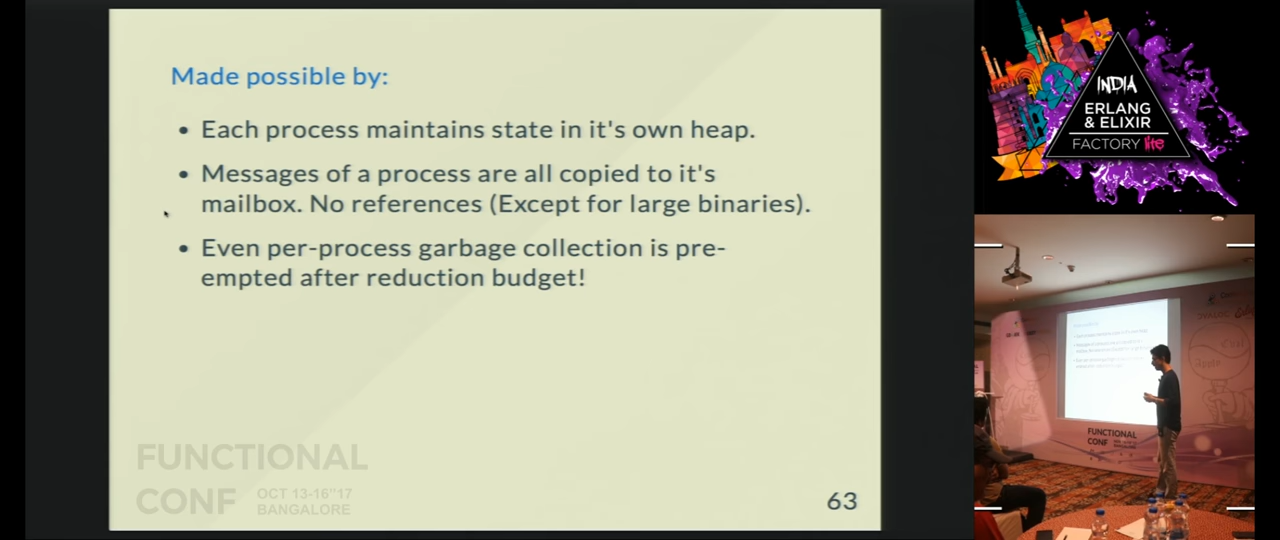 Made possible by:
• Each process maintains state in it's own heap.
• Messages of a process are all copied to it's
mailbox. No references (Except for large binaries).
• Even per-process garbage collection is pre-
empted after reduction budget!
FUNCTIONAL
CONF OCT 13-16"17
BANGALORE
63
INDIA
ERLANG
& ELIXIR
FACTORY lite
FUNCTIONAL
CONF